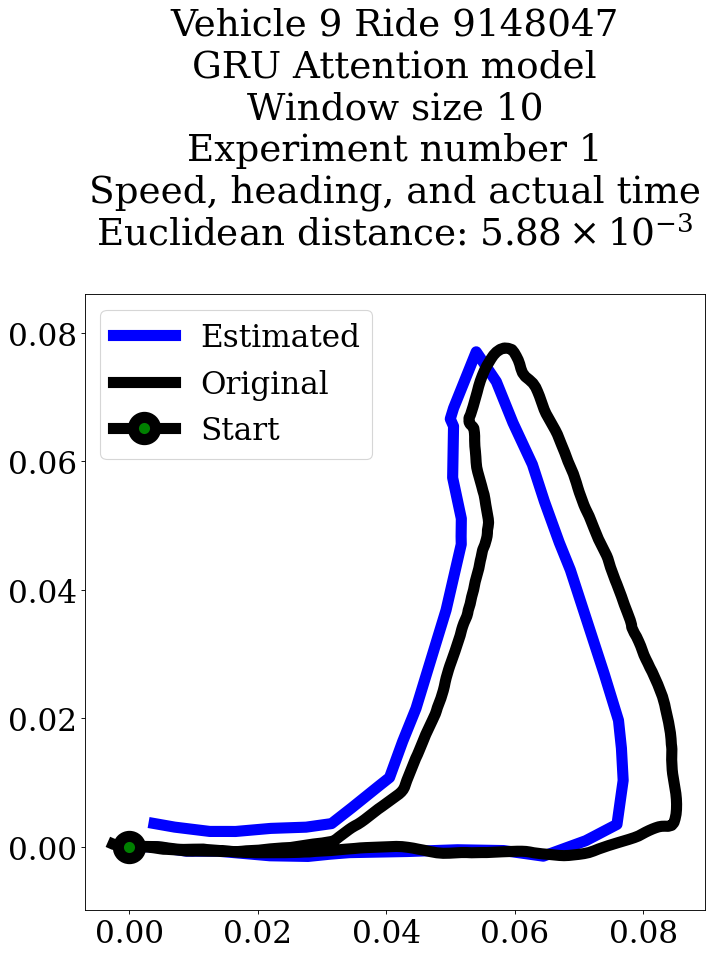 Vehicle 9 Ride 9148047
GRU Attention model
Window size 10
Experiment number 1
Speed, heading, and actual time
Euclidean distance: 5.88 × 10⁻³
Estimated
Original
Start
0.08
0.06
0.04
0.02
0.00
0.00 0.02 0.04 0.06 0.08